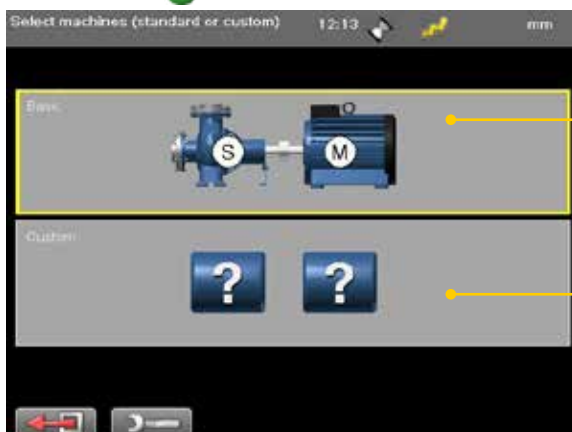 Select machines (standard or custom) 12:13 mm
Basic
S M
Custom
? ?